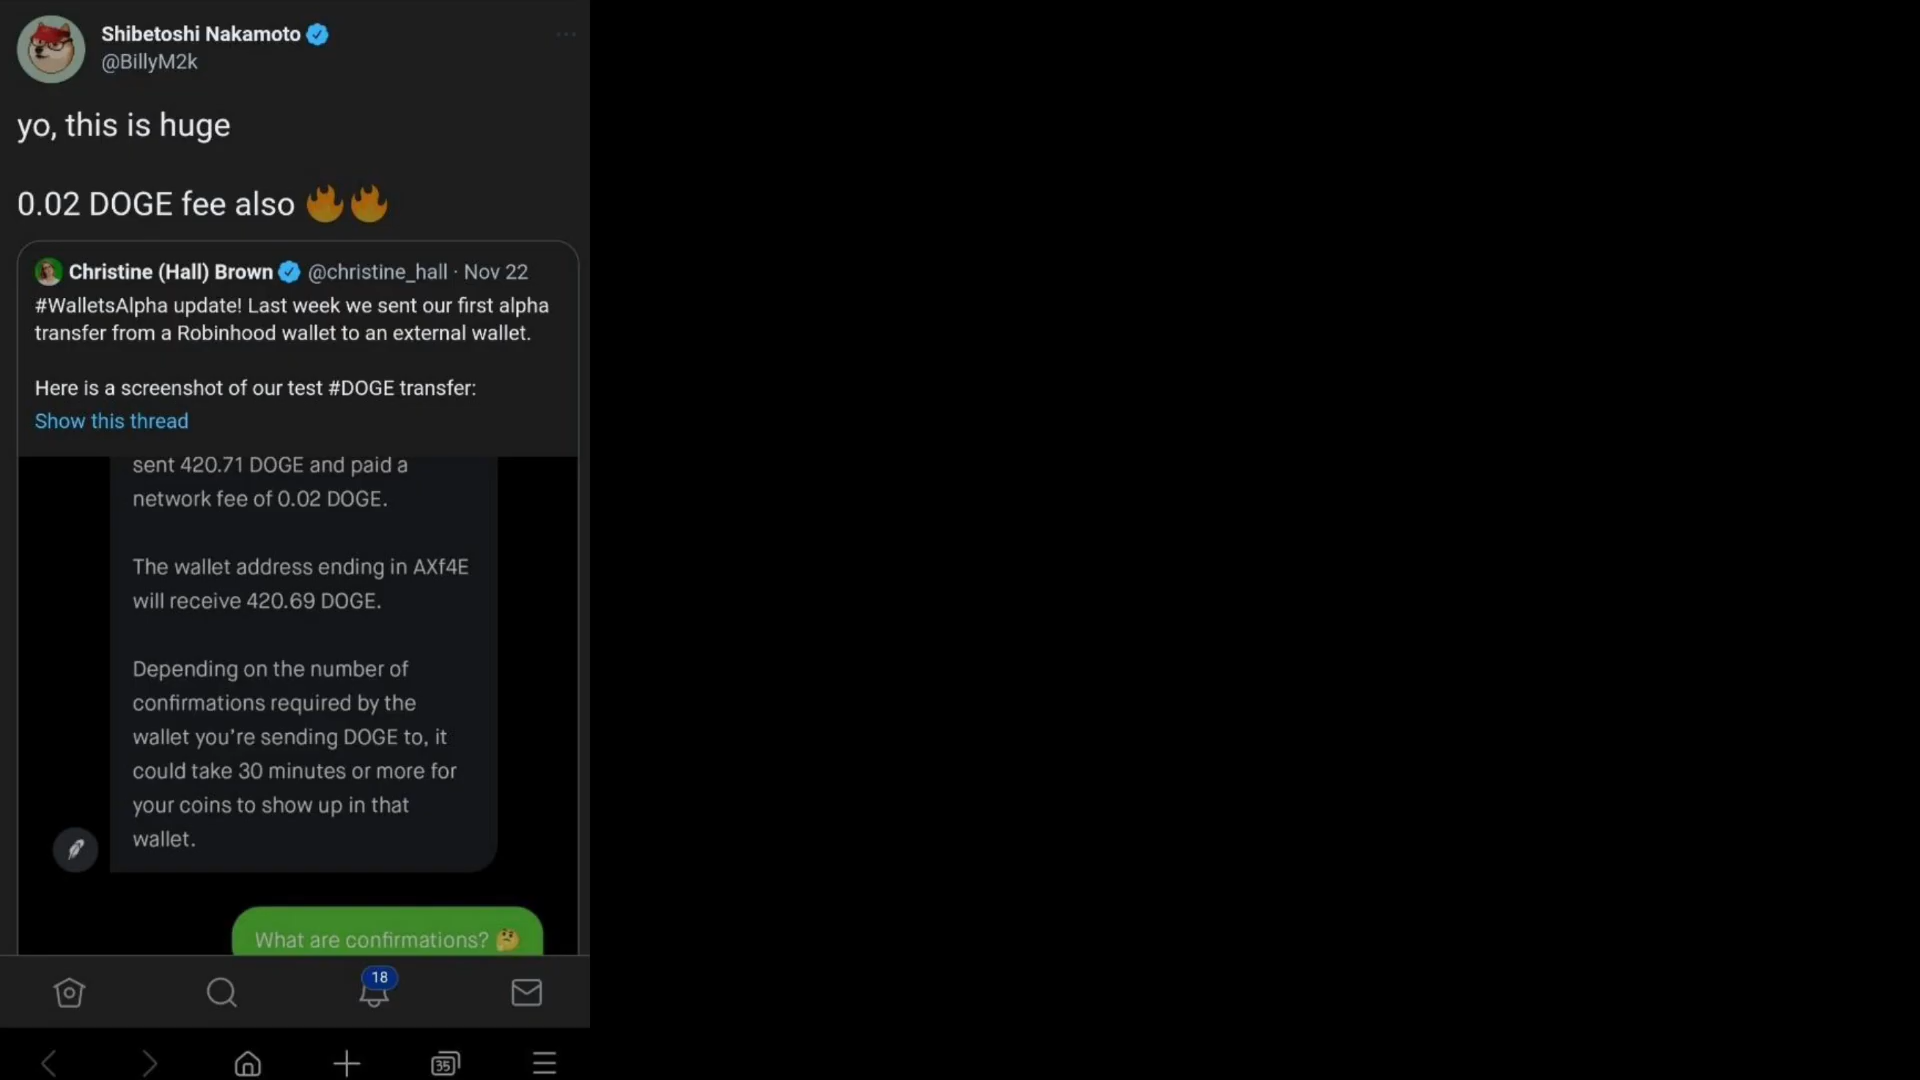 Shibetoshi Nakamoto
@BillyM2k
yo, this is huge
0.02 DOGE fee also 🔥🔥
Christine (Hall) Brown @christine_hall · Nov 22
#WalletsAlpha update! Last week we sent our first alpha
transfer from a Robinhood wallet to an external wallet.
Here is a screenshot of our test #DOGE transfer:
Show this thread
sent 420.71 DOGE and paid a
network fee of 0.02 DOGE.
The wallet address ending in AXf4E
will receive 420.69 DOGE.
Depending on the number of
confirmations required by the
wallet you're sending DOGE to, it
could take 30 minutes or more for
your coins to show up in that
wallet.
What are confirmations? 🤔
18
35